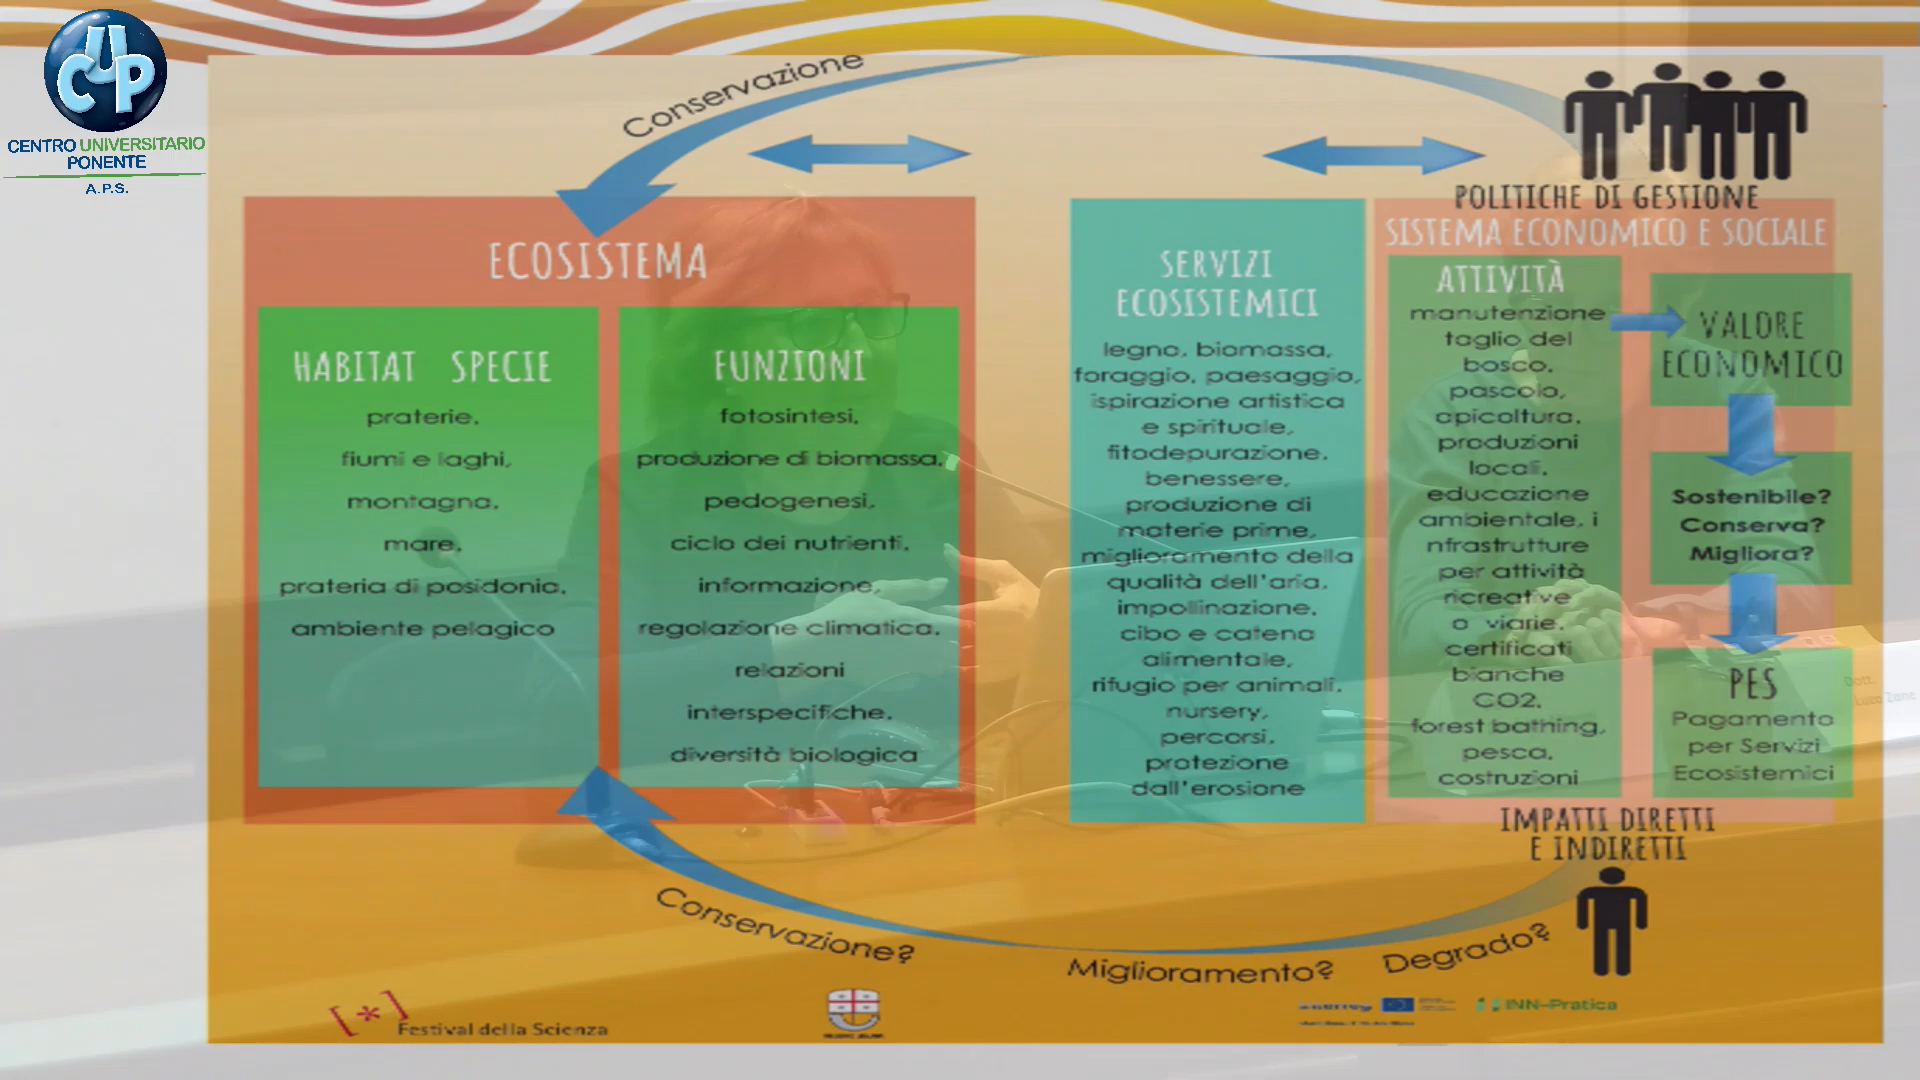 CUP
CENTRO UNIVERSITARIO
PONENTE
A.P.S.
Conservazione
POLITICHE DI GESTIONE
ECOSISTEMA
HABITAT SPECIE
praterie,
fiumi e laghi,
montagna,
mare,
prateria di posidonia,
ambiente pelagico
FUNZIONI
fotosintesi,
produzione di biomassa,
pedogenesi,
ciclo dei nutrienti,
informazione,
regolazione climatica,
relazioni
interspecifiche,
diversità biologica
SERVIZI
ECOSISTEMICI
legno, biomassa,
foraggio, paesaggio,
ispirazione artistica
e spirituale,
fitodepurazione,
benessere,
produzione di
materie prime,
miglioramento della
qualità dell'aria,
impollinazione,
cibo e catena
alimentale,
rifugio per animali,
nursery,
percorsi,
protezione
dall'erosione
SISTEMA ECONOMICO E SOCIALE
ATTIVITÀ
manutenzione
taglio del
bosco,
pascolo,
apicoltura,
produzioni
locali,
educazione
ambientale, i
nfrastrutture
per attività
ricreative
o viarie,
certificati
bianche
CO2,
forest bathing,
pesca,
costruzioni
VALORE
ECONOMICO
Sostenibile?
Conserva?
Migliora?
PES
Pagamento
per Servizi
Ecosistemici
IMPATTI DIRETTI
E INDIRETTI
Conservazione?
Miglioramento?
Degrado?
[*] Festival della Scienza
INN-Pratica
Dott.
Luca Zane